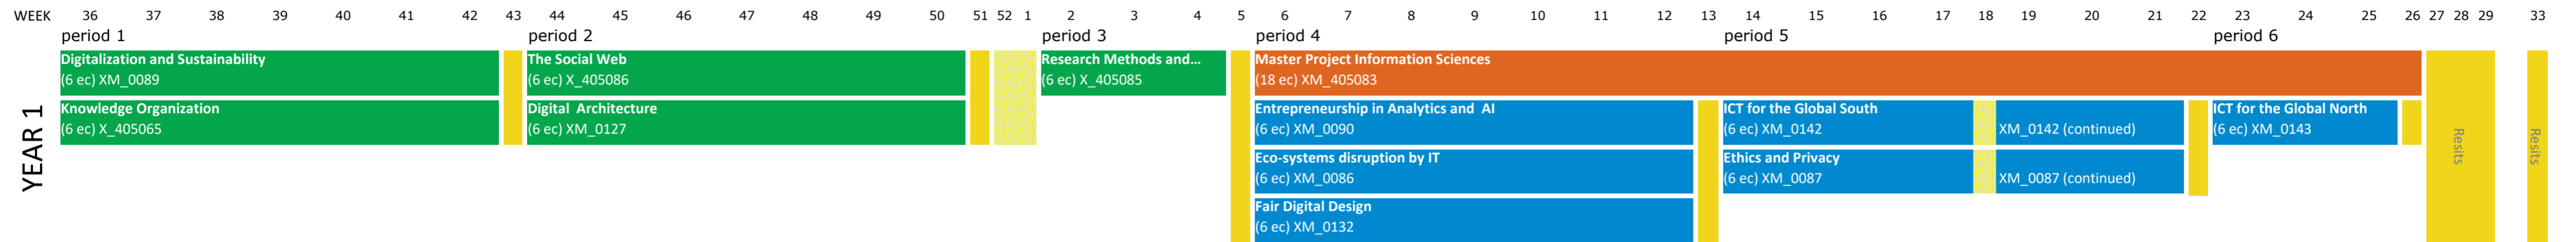 WEEK 36 37 38 39 40 41 42 43 44 45 46 47 48 49 50 51 52 1 2 3 4 5 6 7 8 9 10 11 12 13 14 15 16 17 18 19 20 21 22 23 24 25 26 27 28 29 33
period 1 period 2 period 3 period 4 period 5 period 6
YEAR 1
Digitalization and Sustainability
(6 ec) XM_0089
Knowledge Organization
(6 ec) X_405065
The Social Web
(6 ec) X_405086
Digital Architecture
(6 ec) XM_0127
Research Methods and...
(6 ec) X_405085
Master Project Information Sciences
(18 ec) XM_405083
Entrepreneurship in Analytics and AI
(6 ec) XM_0090
Eco-systems disruption by IT
(6 ec) XM_0086
Fair Digital Design
(6 ec) XM_0132
ICT for the Global South
(6 ec) XM_0142 XM_0142 (continued)
Ethics and Privacy
(6 ec) XM_0087 XM_0087 (continued)
ICT for the Global North
(6 ec) XM_0143
Resits
Resits